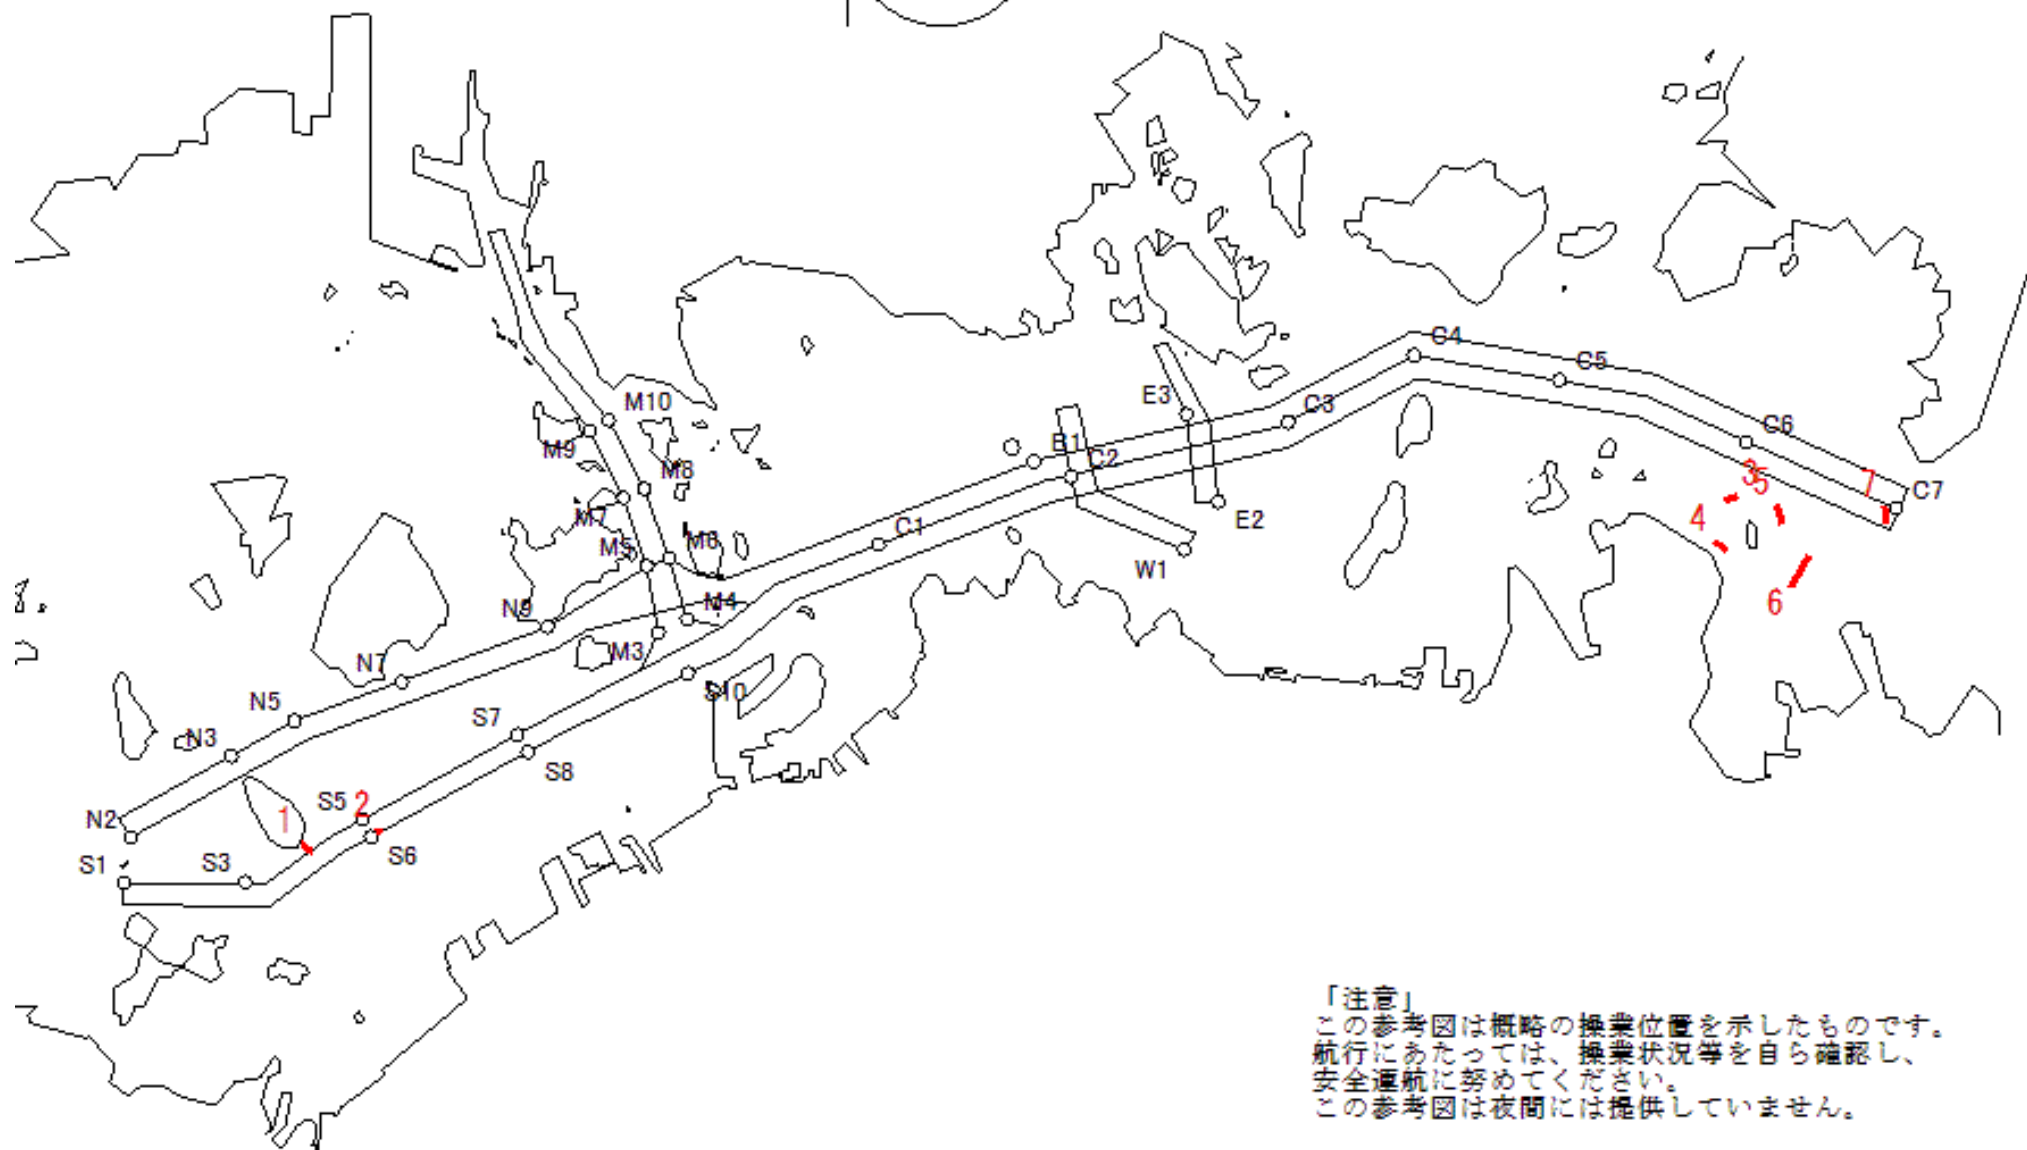 C4
C5
M10
E3
C3
C6
B1
M9
C2
3
5
7
M8
C7
M7
C1
E2
4
M5
M6
W1
N9
M4
6
M3
N7
S10
N5
S7
N3
S8
S5
2
N2
1
S6
S1
S3
「注意」
この参考図は概略の操業位置を示したものです。
航行にあたっては、操業状況等を自ら確認し、
安全運航に努めてください。
この参考図は夜間には提供していません。